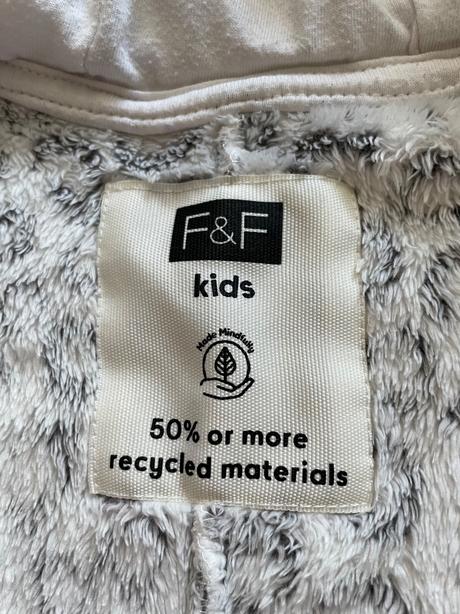 F&F
kids
Made Mindfully
50% or more
recycled materials